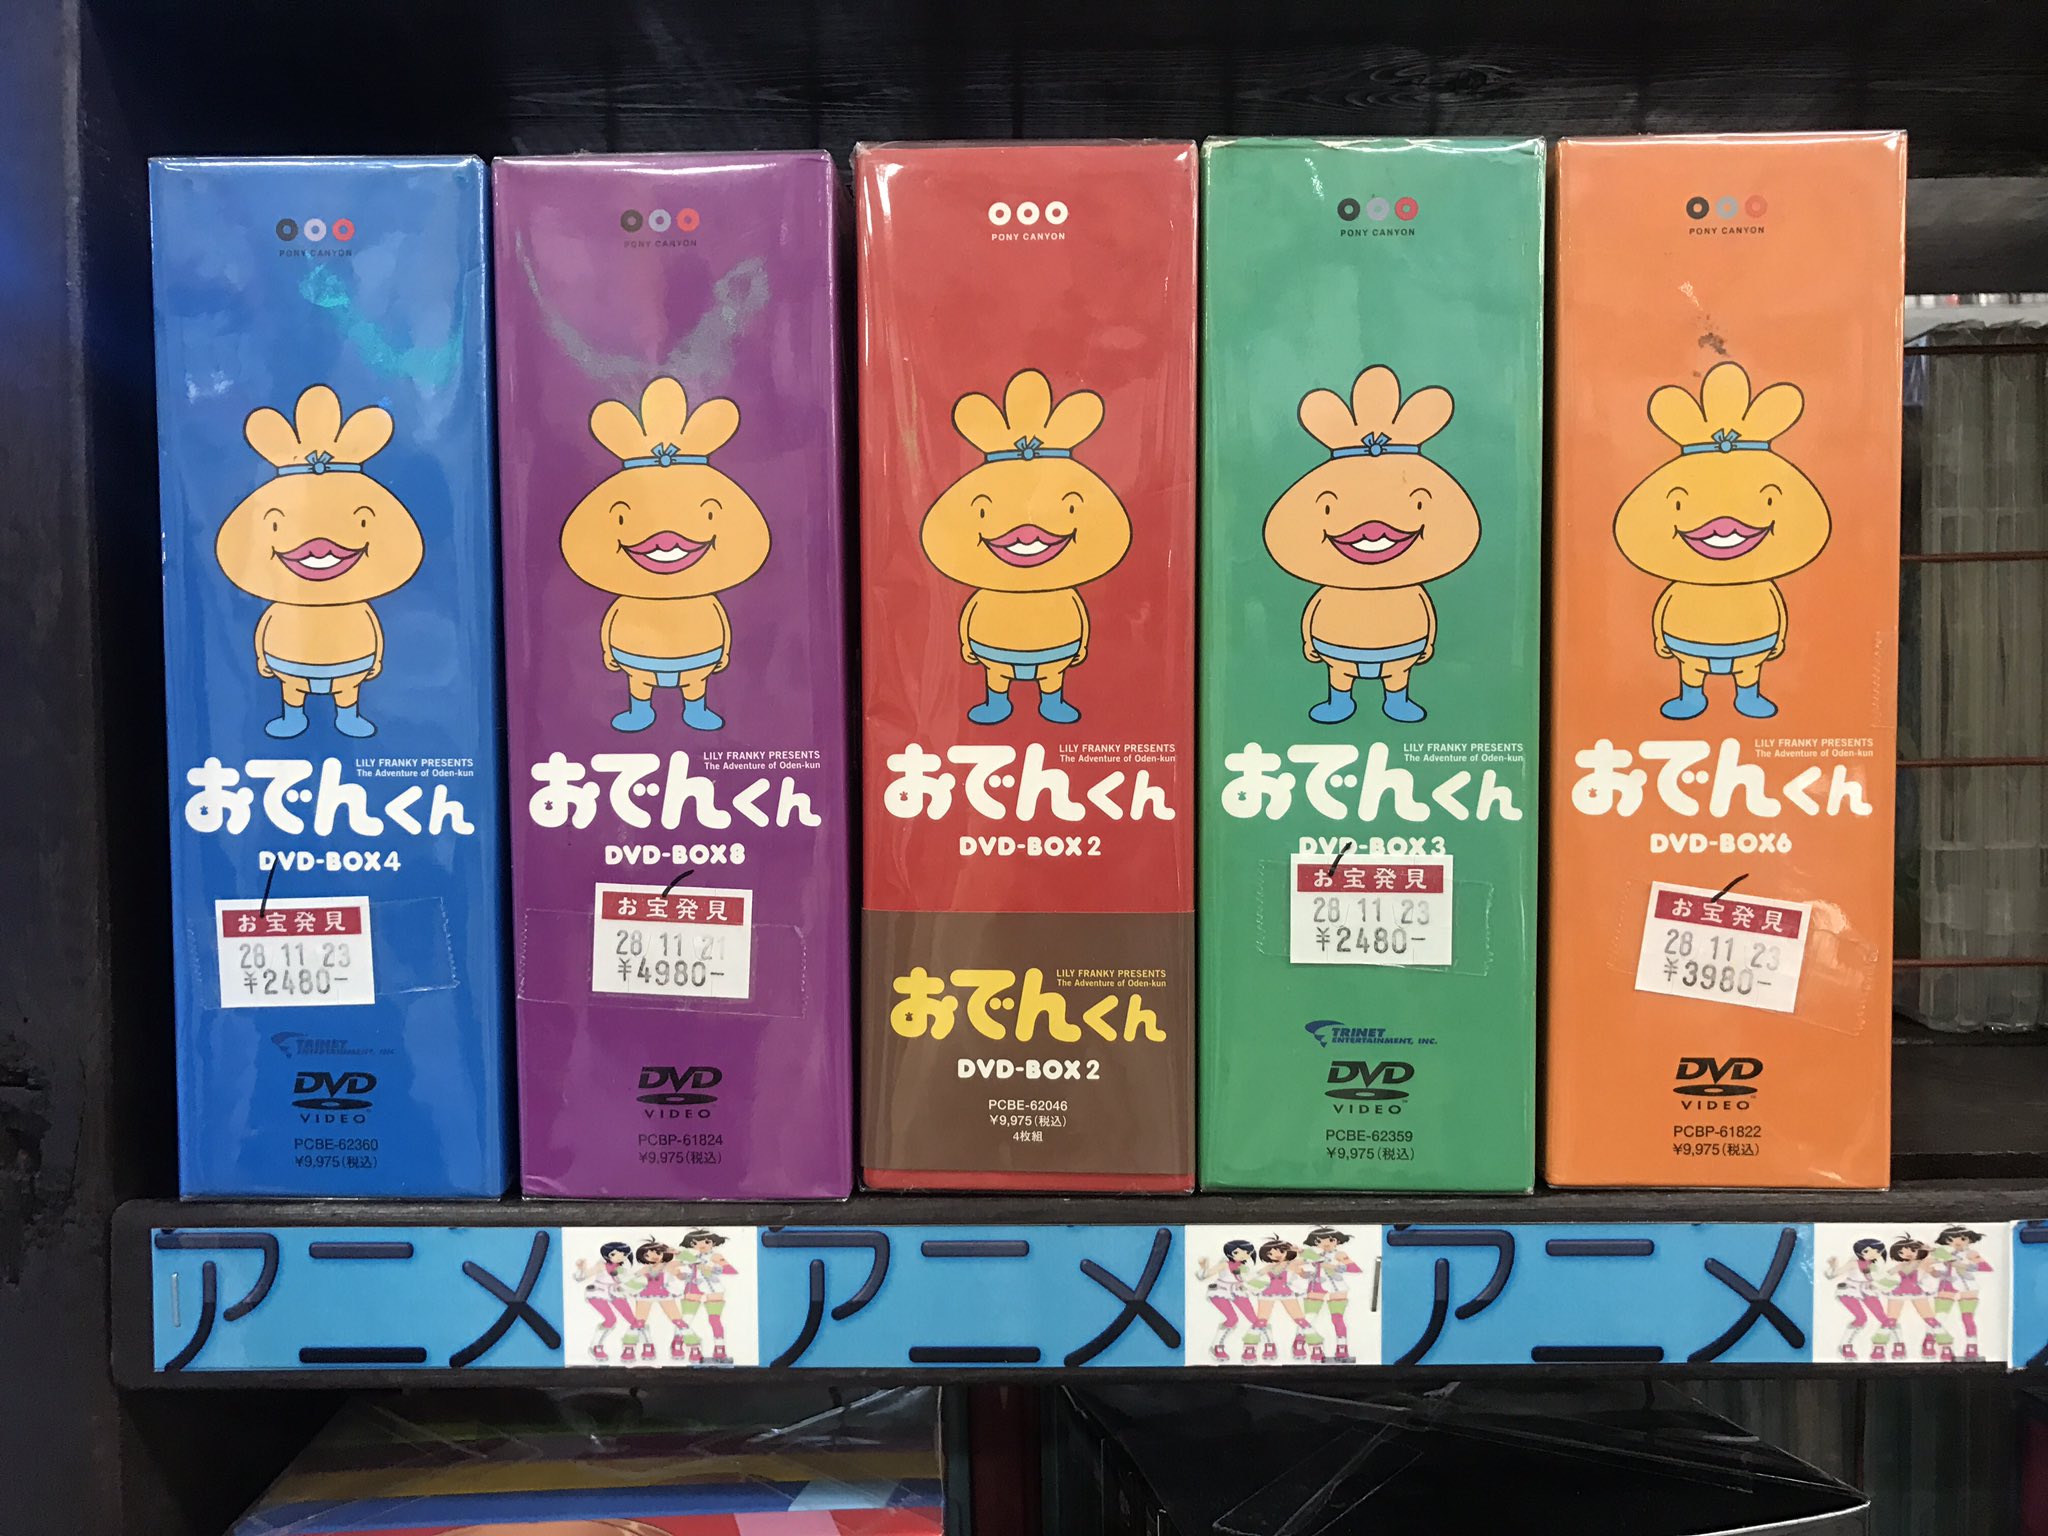 PONY CANYON
LILY FRANKY PRESENTS
The Adventure of Oden-kun
おでんくん
DVD-BOX4
お宝発見
28 11 23
¥2480-
TRINET
ENTERTAINMENT, INC.
DVD
VIDEO
PCBE-62360
¥9,975(税込)
PONY CANYON
LILY FRANKY PRESENTS
The Adventure of Oden-kun
おでんくん
DVD-BOX8
お宝発見
28 11 21
¥4980-
DVD
VIDEO
PCBP-61824
¥9,975(税込)
PONY CANYON
LILY FRANKY PRESENTS
The Adventure of Oden-kun
おでんくん
DVD-BOX2
LILY FRANKY PRESENTS
The Adventure of Oden-kun
おでんくん
DVD-BOX2
PCBE-62046
¥9,975(税込)
4枚組
PONY CANYON
LILY FRANKY PRESENTS
The Adventure of Oden-kun
おでんくん
DVD-BOX3
お宝発見
28 11 23
¥2480-
TRINET
ENTERTAINMENT, INC.
DVD
VIDEO
PCBE-62359
¥9,975(税込)
PONY CANYON
LILY FRANKY PRESENTS
The Adventure of Oden-kun
おでんくん
DVD-BOX6
お宝発見
28 11 23
¥3980-
DVD
VIDEO
PCBP-61822
¥9,975(税込)
アニメ アニメ アニメ